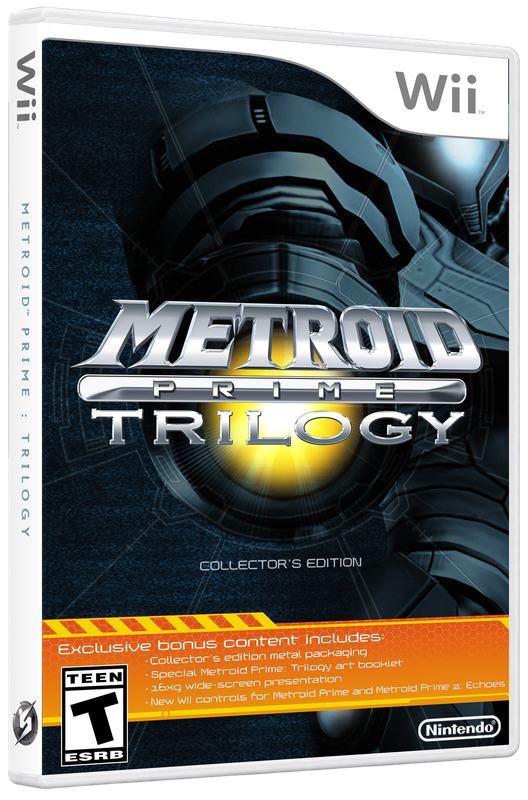 Wii
METROID™ PRIME : TRILOGY
Wii™
METROID
PRIME
TRILOGY
COLLECTOR'S EDITION
Exclusive bonus content includes:
· Collector's edition metal packaging
· Special Metroid Prime: Trilogy art booklet
· 16x9 wide-screen presentation
· New Wii controls for Metroid Prime and Metroid Prime 2: Echoes
TEEN
T
ESRB
Nintendo